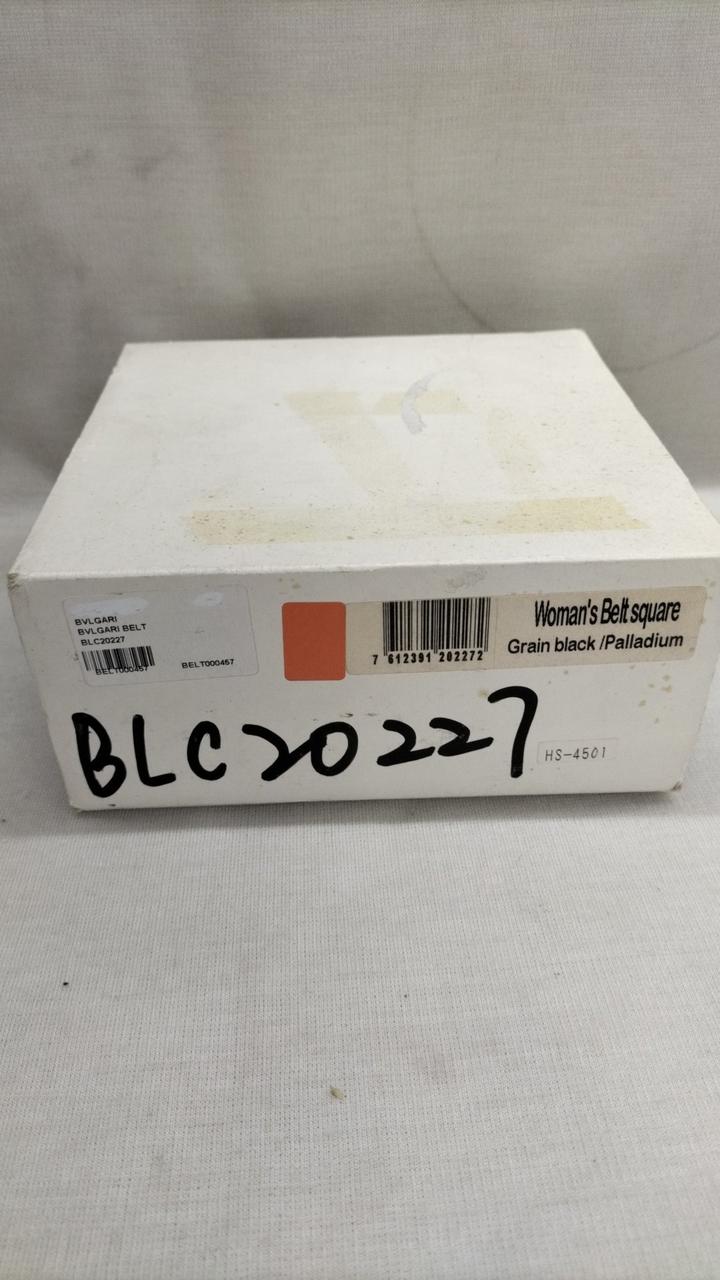 BVLGARI
BVLGARI BELT
BLC20227
BELT000457
BELT000457
7 612391 202272
Woman's Belt square
Grain black /Palladium
BLC20227
HS-4501